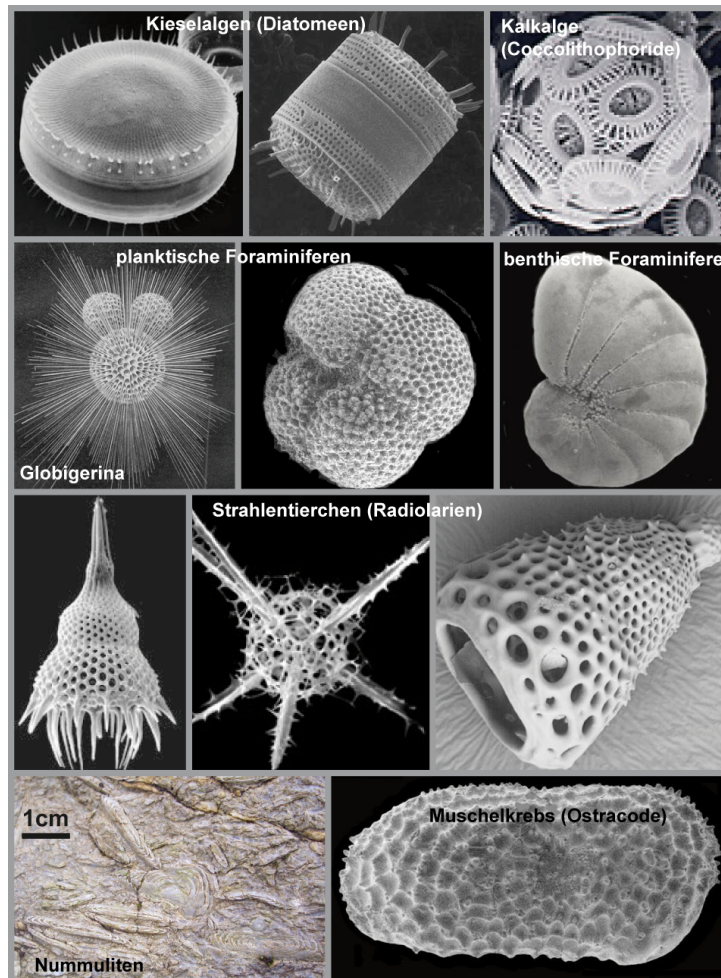 Kieselalgen (Diatomeen)
Kalkalge
(Coccolithophoride)
planktische Foraminiferen
benthische Foraminifere
Globigerina
Strahlentierchen (Radiolarien)
1cm
Nummuliten
Muschelkrebs (Ostracode)